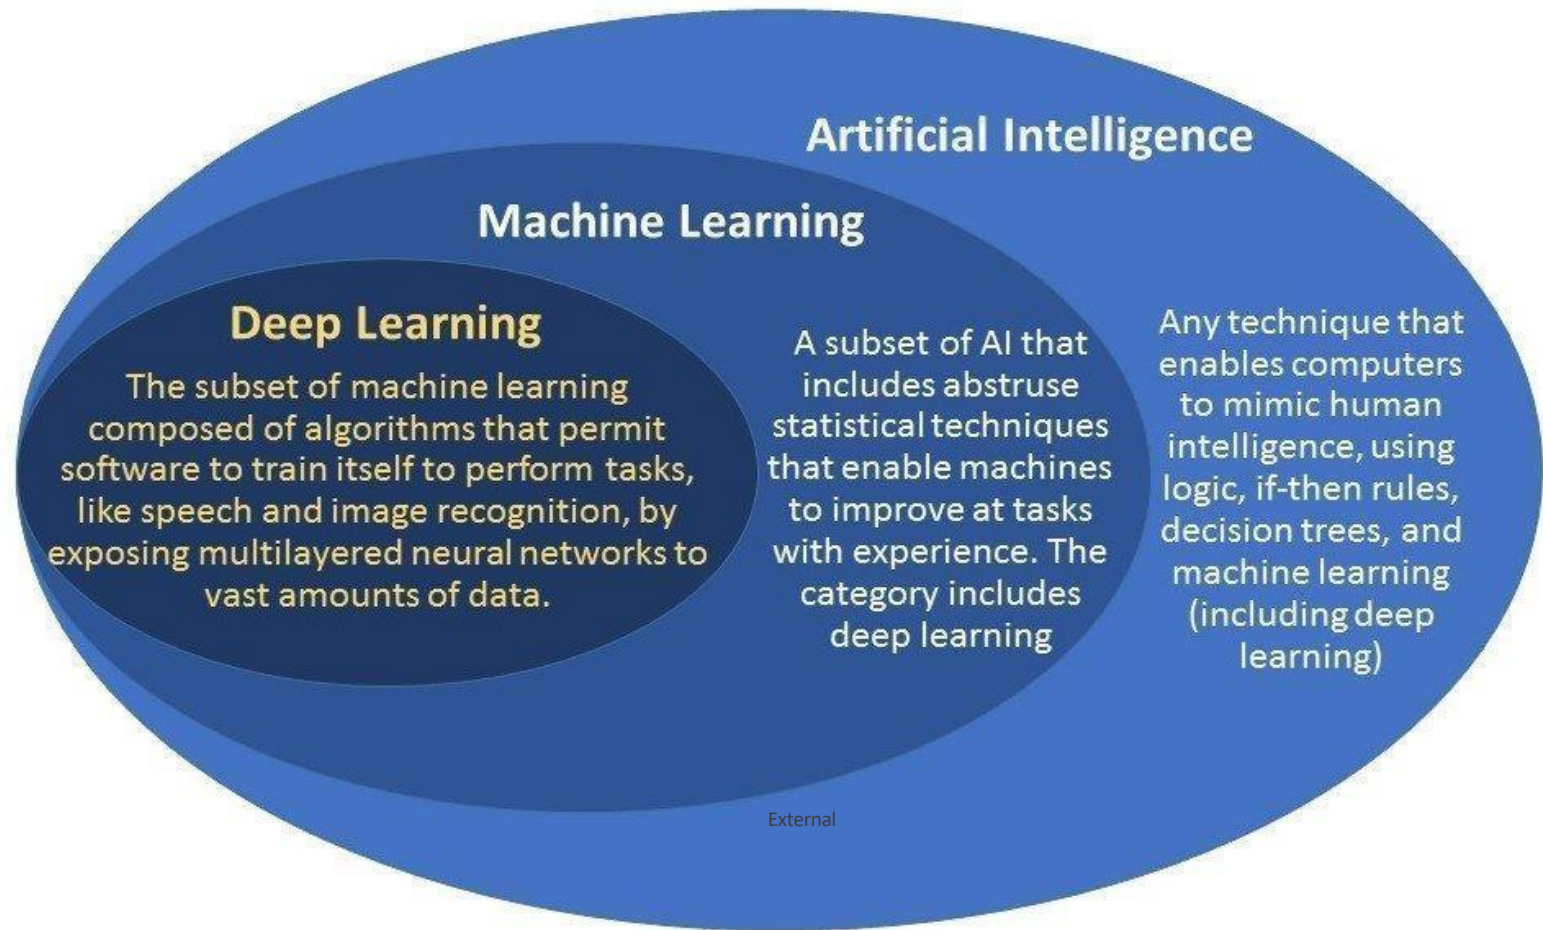 Artificial Intelligence
Machine Learning
Deep Learning
The subset of machine learning
composed of algorithms that permit
software to train itself to perform tasks,
like speech and image recognition, by
exposing multilayered neural networks to
vast amounts of data.
A subset of AI that
includes abstruse
statistical techniques
that enable machines
to improve at tasks
with experience. The
category includes
deep learning
Any technique that
enables computers
to mimic human
intelligence, using
logic, if-then rules,
decision trees, and
machine learning
(including deep
learning)
External